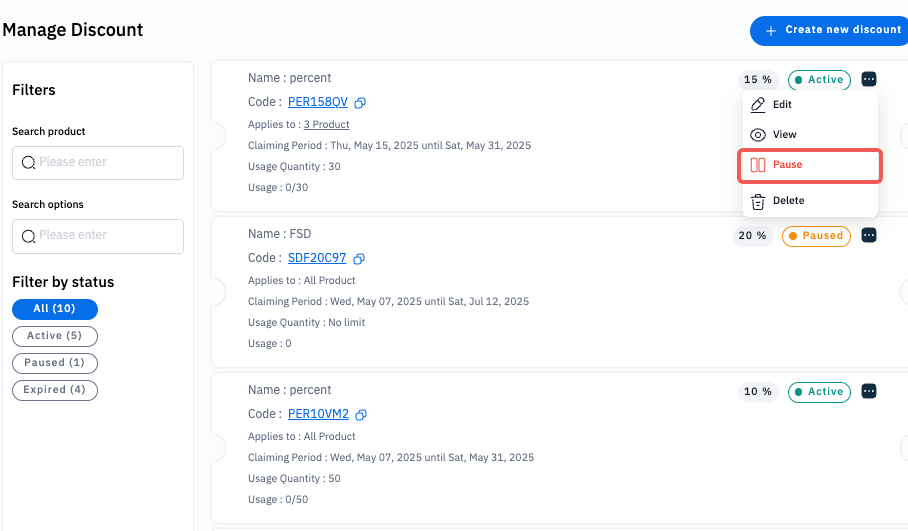 Manage Discount
+ Create new discount
Filters
Search product
Please enter
Search options
Please enter
Filter by status
All (10)
Active (5)
Paused (1)
Expired (4)
Name : percent
15 %
Active
Code : PER158QV
Applies to : 3 Product
Claiming Period : Thu, May 15, 2025 until Sat, May 31, 2025
Usage Quantity : 30
Usage : 0/30
Edit
View
Pause
Delete
Name : FSD
20 %
Paused
Code : SDF20C97
Applies to : All Product
Claiming Period : Wed, May 07, 2025 until Sat, Jul 12, 2025
Usage Quantity : No limit
Usage : 0
Name : percent
10 %
Active
Code : PER10VM2
Applies to : All Product
Claiming Period : Wed, May 07, 2025 until Sat, May 31, 2025
Usage Quantity : 50
Usage : 0/50